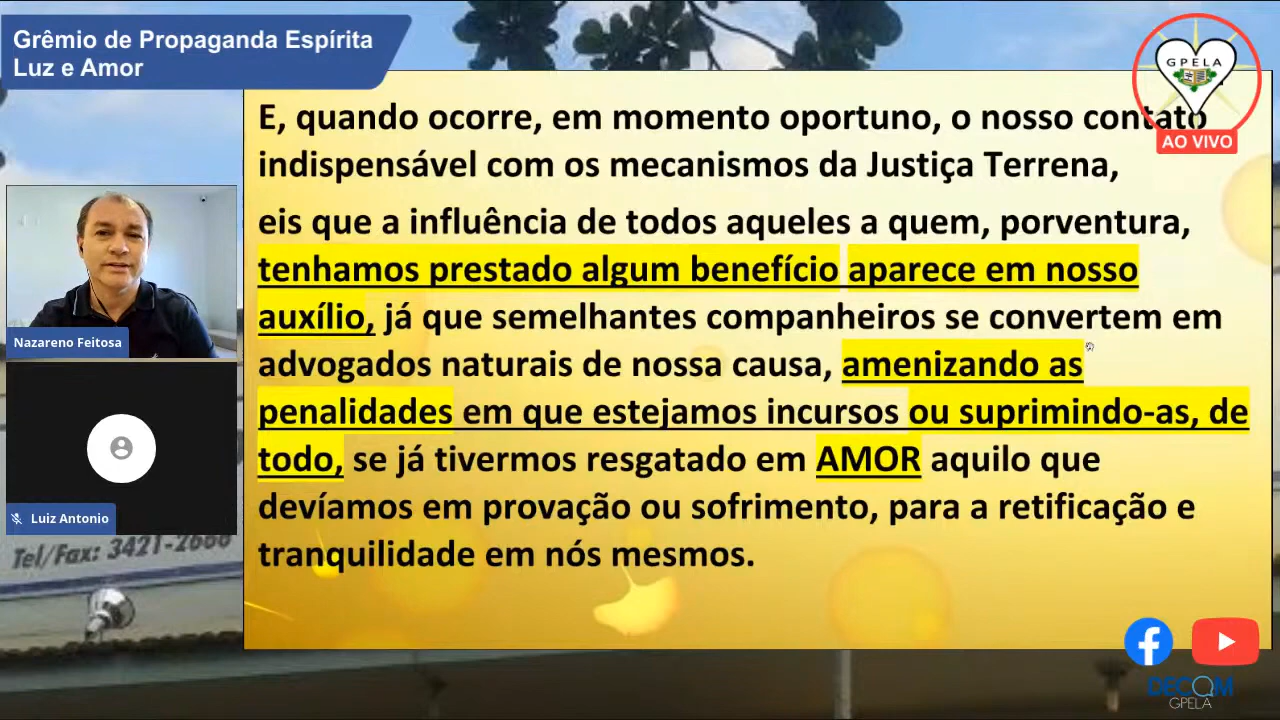 Grêmio de Propaganda Espírita
Luz e Amor
GPELA
AO VIVO
E, quando ocorre, em momento oportuno, o nosso contato
indispensável com os mecanismos da Justiça Terrena,
eis que a influência de todos aqueles a quem, porventura,
tenhamos prestado algum benefício aparece em nosso
auxílio, já que semelhantes companheiros se convertem em
advogados naturais de nossa causa, amenizando as
penalidades em que estejamos incursos ou suprimindo-as, de
todo, se já tivermos resgatado em AMOR aquilo que
devíamos em provação ou sofrimento, para a retificação e
tranquilidade em nós mesmos.
Nazareno Feitosa
Luiz Antonio
Tel/Fax: 3421-2688
DECOM
GPELA